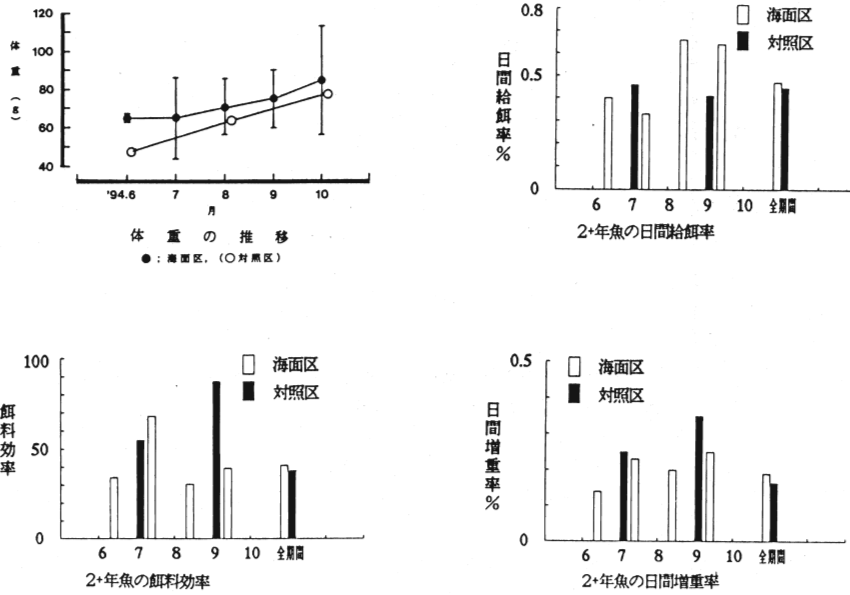 120
100
80
60
40
体重(g)
'94.6 7 8 9 10
月
体重の推移
●:海面区,(○対照区)
0.8
0.5
0
日間給餌率%
海面区
対照区
6 7 8 9 10 全期間
2+年魚の日間給餌率
100
50
0
餌料効率
海面区
対照区
6 7 8 9 10 全期間
2+年魚の餌料効率
0.5
0
日間増重率%
海面区
対照区
6 7 8 9 10 全期間
2+年魚の日間増重率